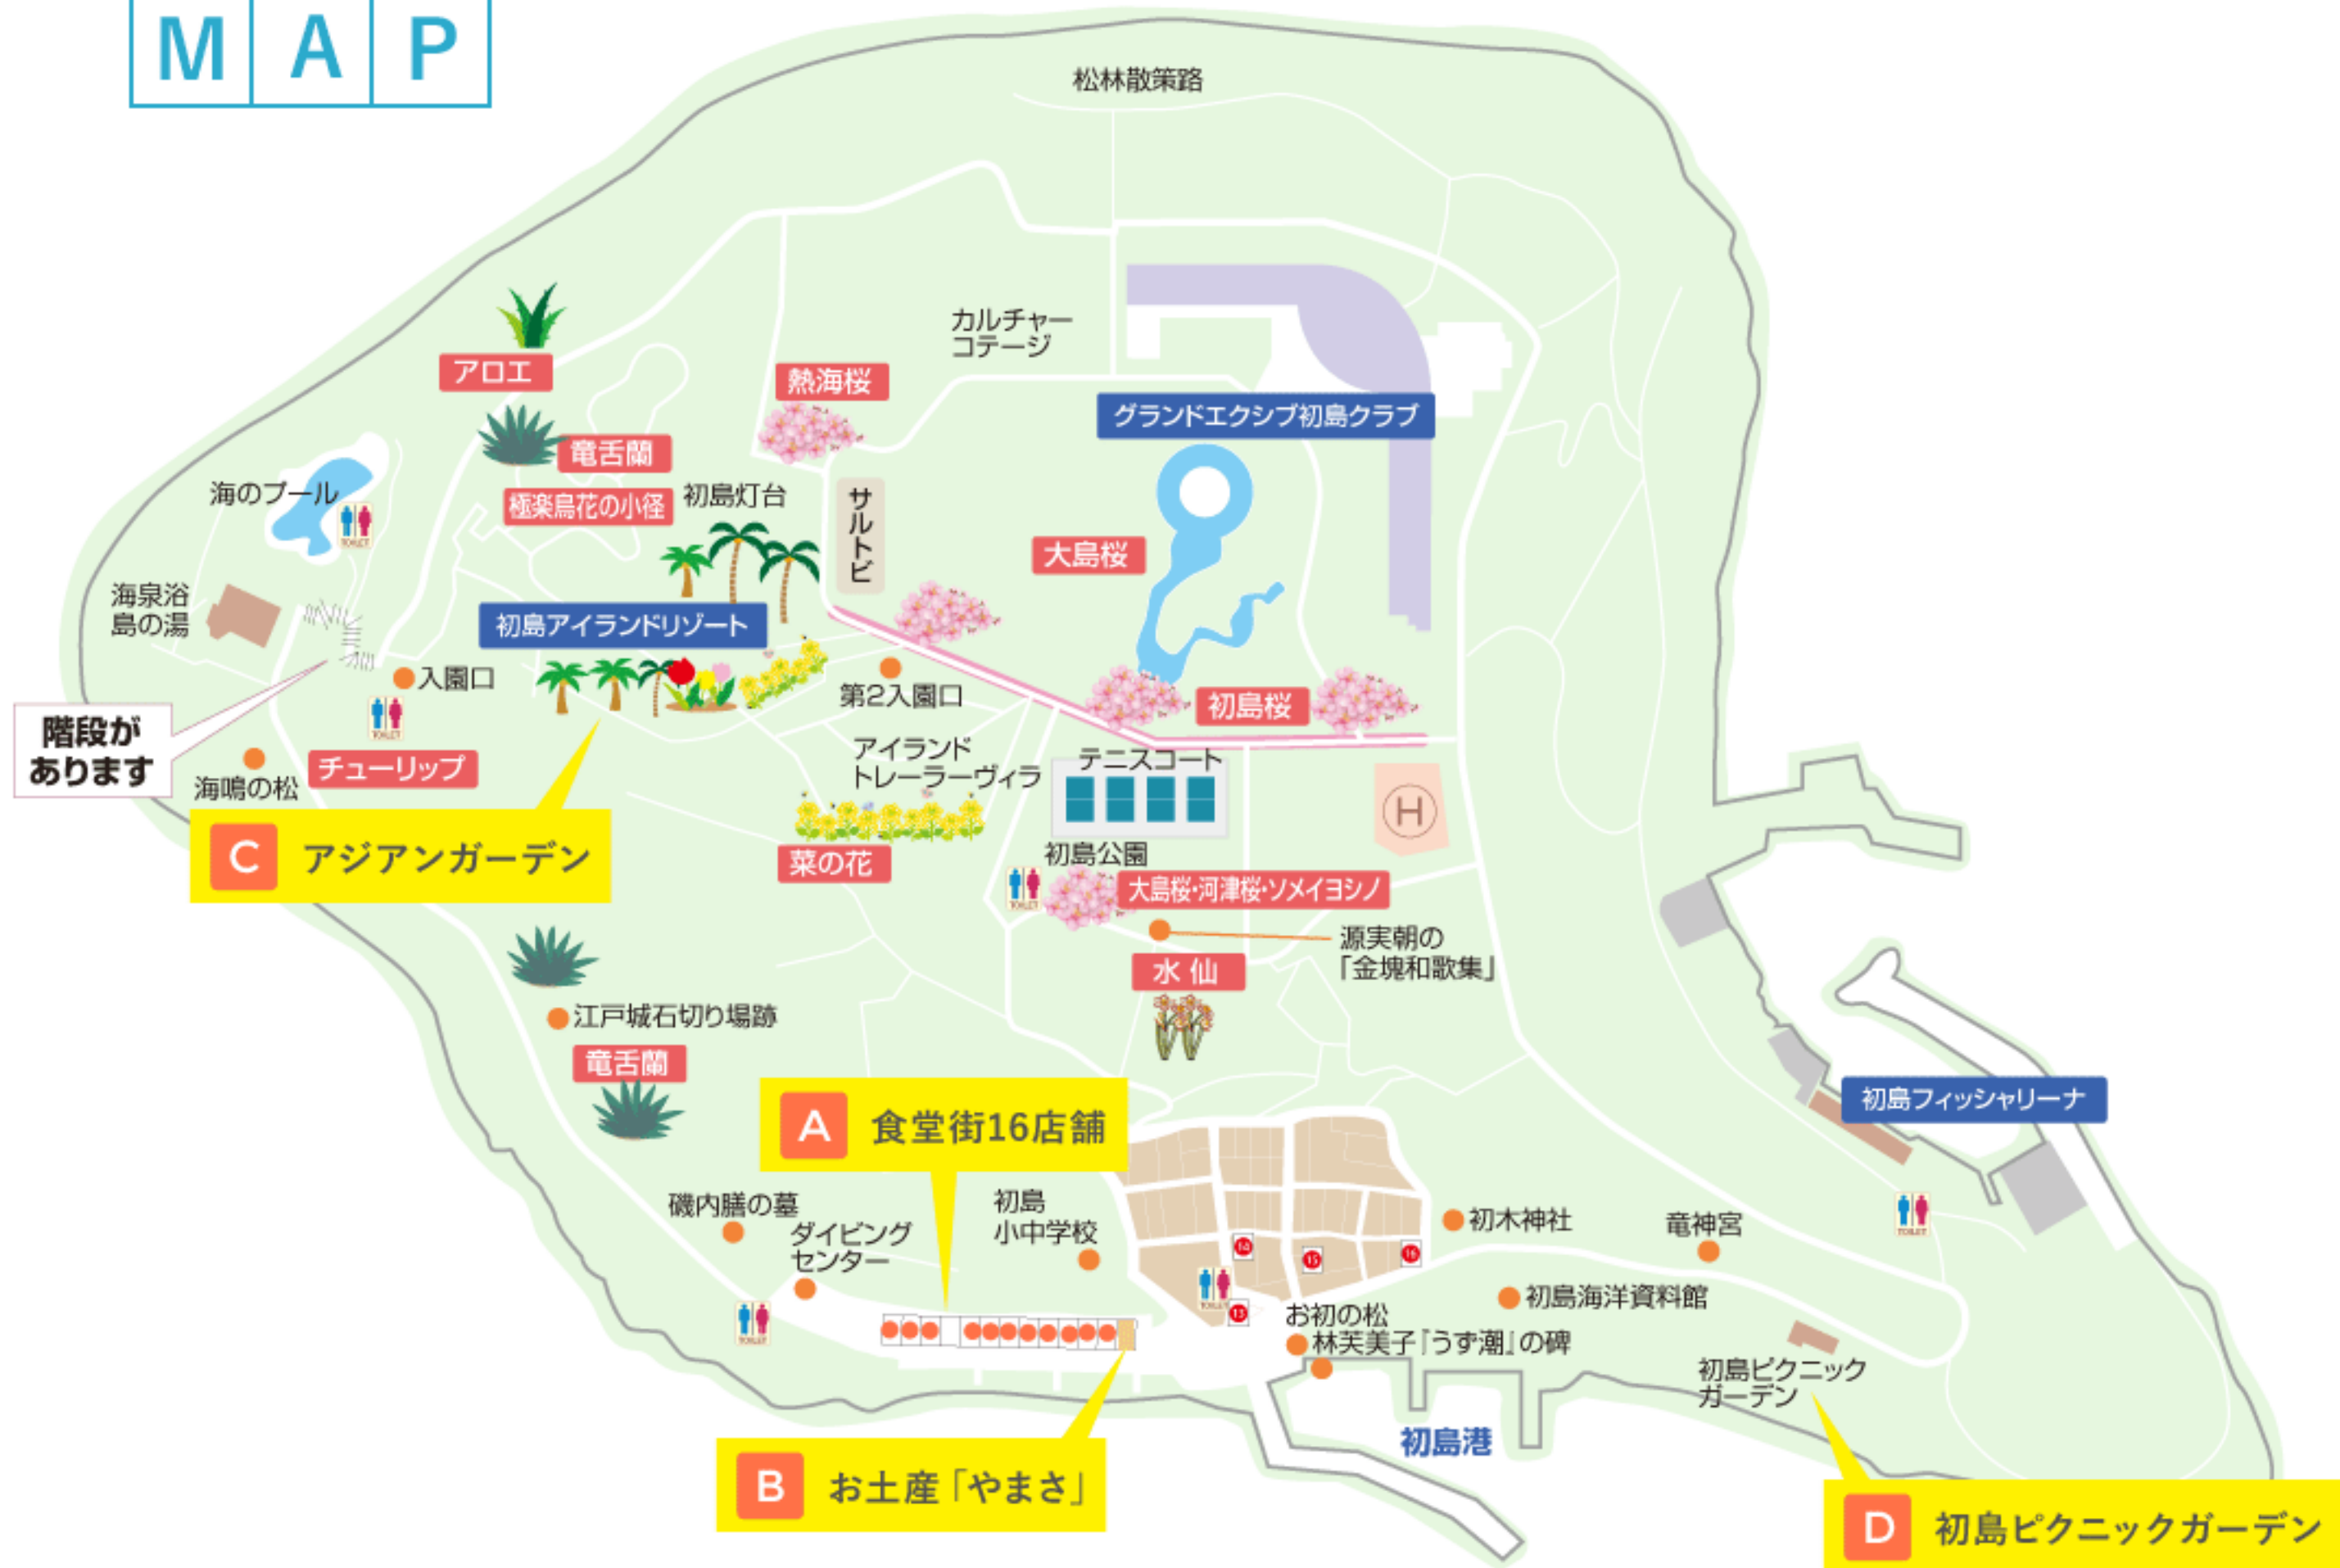 MAP
松林散策路
カルチャー
コテージ
アロエ
熱海桜
グランドエクシブ初島クラブ
竜舌蘭
海のプール
極楽鳥花の小径
初島灯台
サルトビ
TOILET
大島桜
海泉浴
島の湯
初島アイランドリゾート
入園口
第2入園口
初島桜
TOILET
階段が
あります
海鳴の松
チューリップ
アイランド
トレーラーヴィラ
テニスコート
H
C アジアンガーデン
菜の花
初島公園
TOILET
大島桜・河津桜・ソメイヨシノ
源実朝の
「金塊和歌集」
水仙
江戸城石切り場跡
竜舌蘭
A 食堂街16店舗
初島フィッシャリーナ
磯内膳の墓
ダイビング
センター
初島
小中学校
初木神社
竜神宮
TOILET
14
15
16
TOILET
13
初島海洋資料館
TOILET
お初の松
林芙美子『うず潮』の碑
初島ピクニック
ガーデン
初島港
B お土産「やまさ」
D 初島ピクニックガーデン